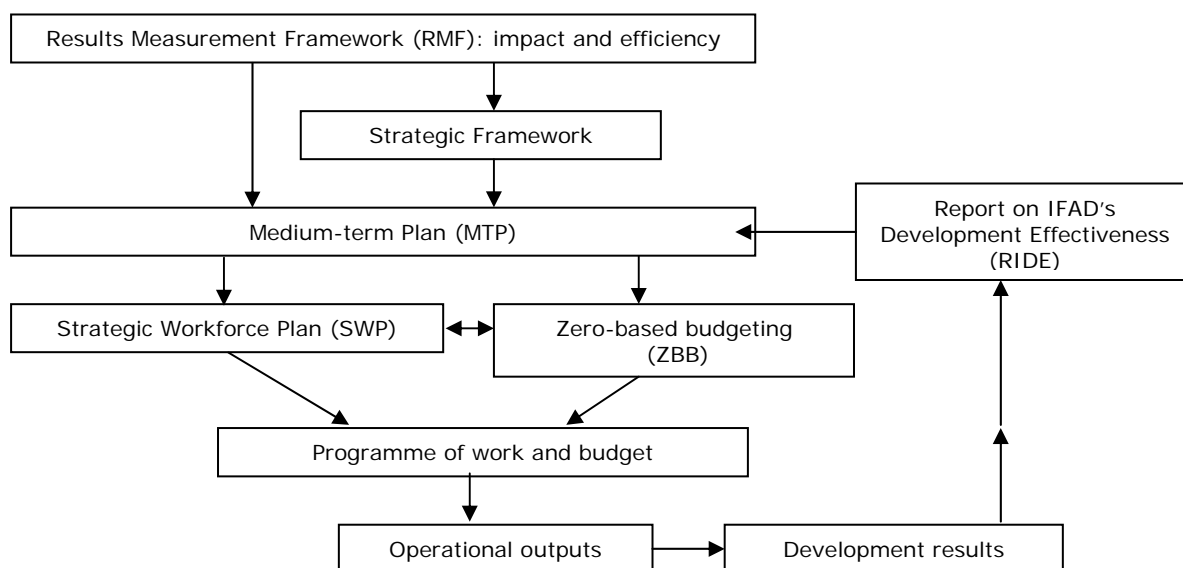 Results Measurement Framework (RMF): impact and efficiency
Strategic Framework
Medium-term Plan (MTP)
Report on IFAD's
Development Effectiveness
(RIDE)
Strategic Workforce Plan (SWP)
Zero-based budgeting
(ZBB)
Programme of work and budget
Operational outputs
Development results